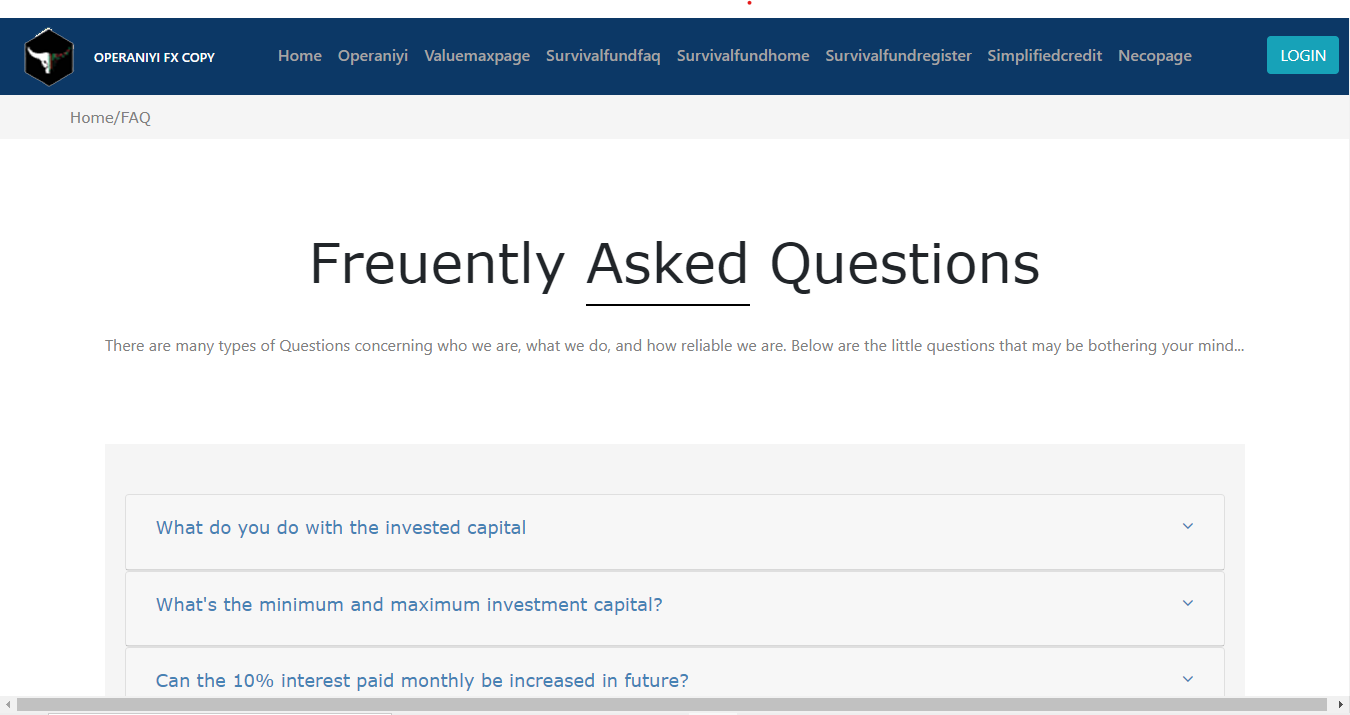 OPERANIYI FX COPY Home Operaniyi Valuemaxpage Survivalfundfaq Survivalfundhome Survivalfundregister Simplifiedcredit Necopage LOGIN
Home/FAQ
Freuently Asked Questions
There are many types of Questions concerning who we are, what we do, and how reliable we are. Below are the little questions that may be bothering your mind...
What do you do with the invested capital
What's the minimum and maximum investment capital?
Can the 10% interest paid monthly be increased in future?